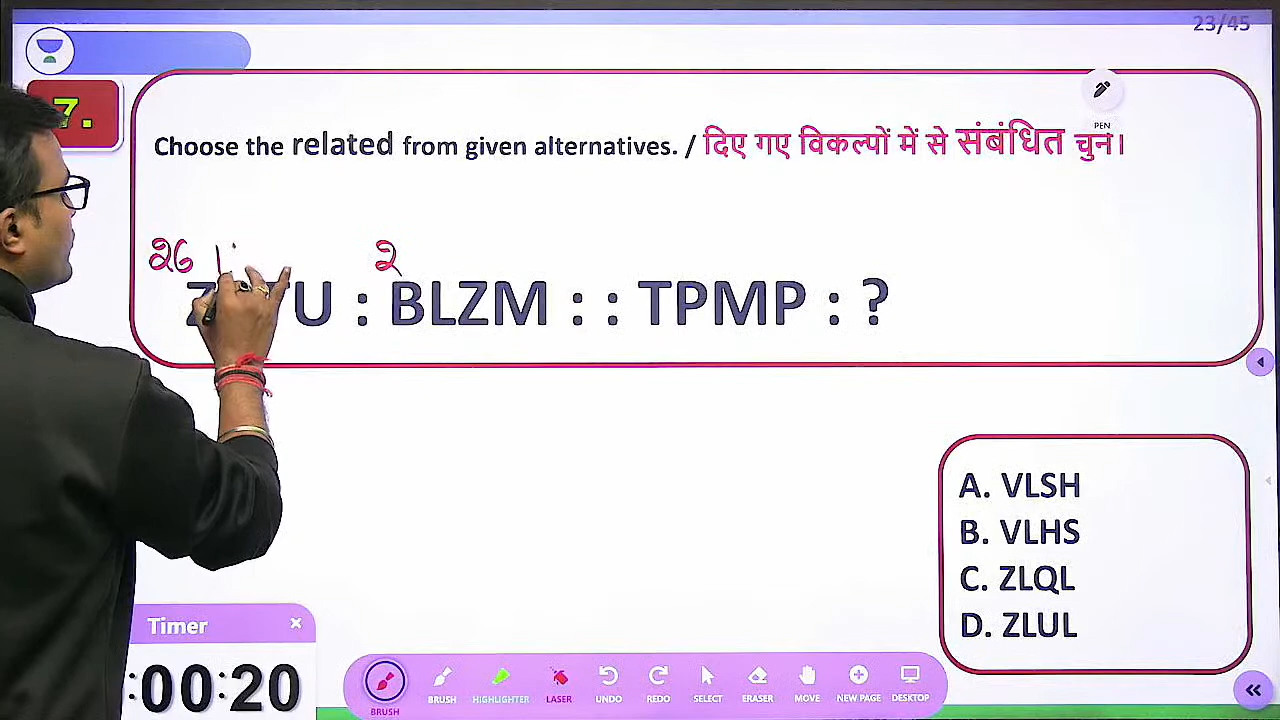 23/45
7.
PEN
Choose the related from given alternatives. / दिए गए विकल्पों में से संबंधित चुनें।
26 2
U : BLZM : : TPMP : ?
A. VLSH
B. VLHS
C. ZLQL
D. ZLUL
Timer ×
:00:20
BRUSH BRUSH HIGHLIGHTER LASER UNDO REDO SELECT ERASER MOVE NEW PAGE DESKTOP